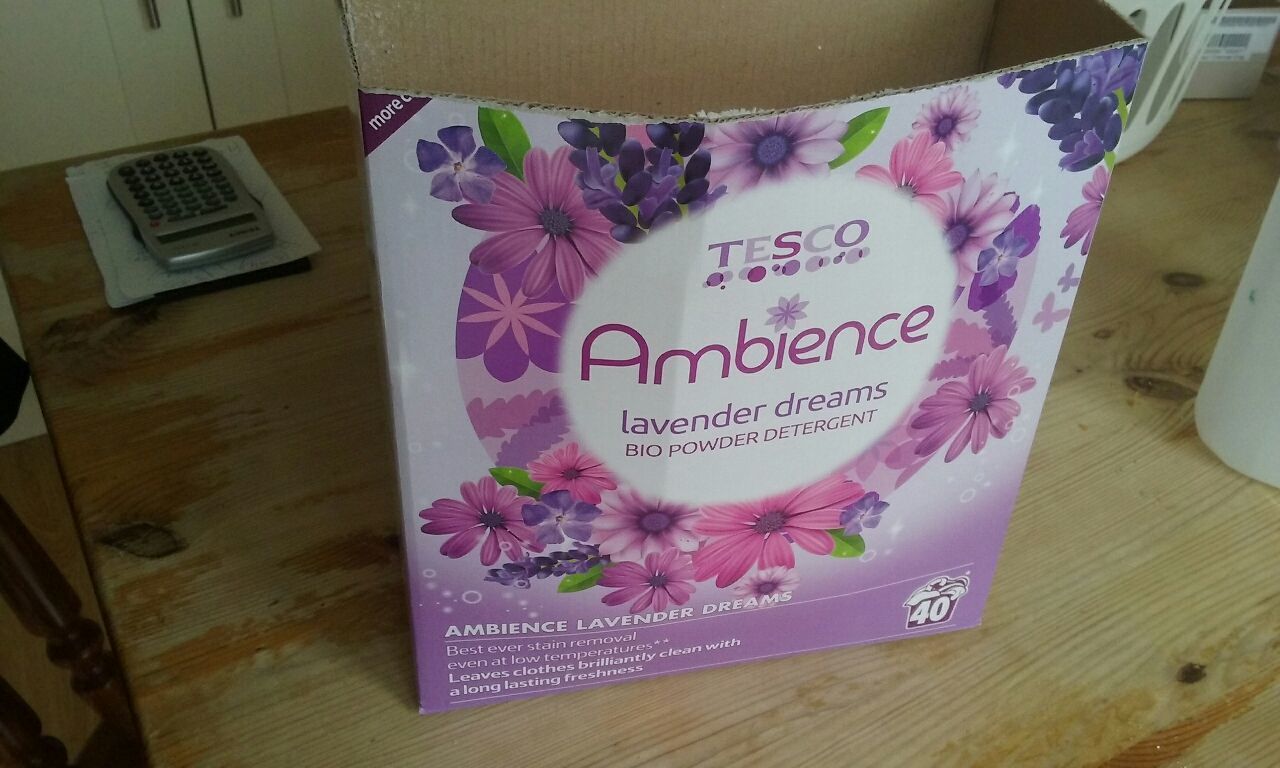 more
TESCO
Ambience
lavender dreams
BIO POWDER DETERGENT
AMBIENCE LAVENDER DREAMS
Best ever stain removal
even at low temperatures**
Leaves clothes brilliantly clean with
a long lasting freshness
40